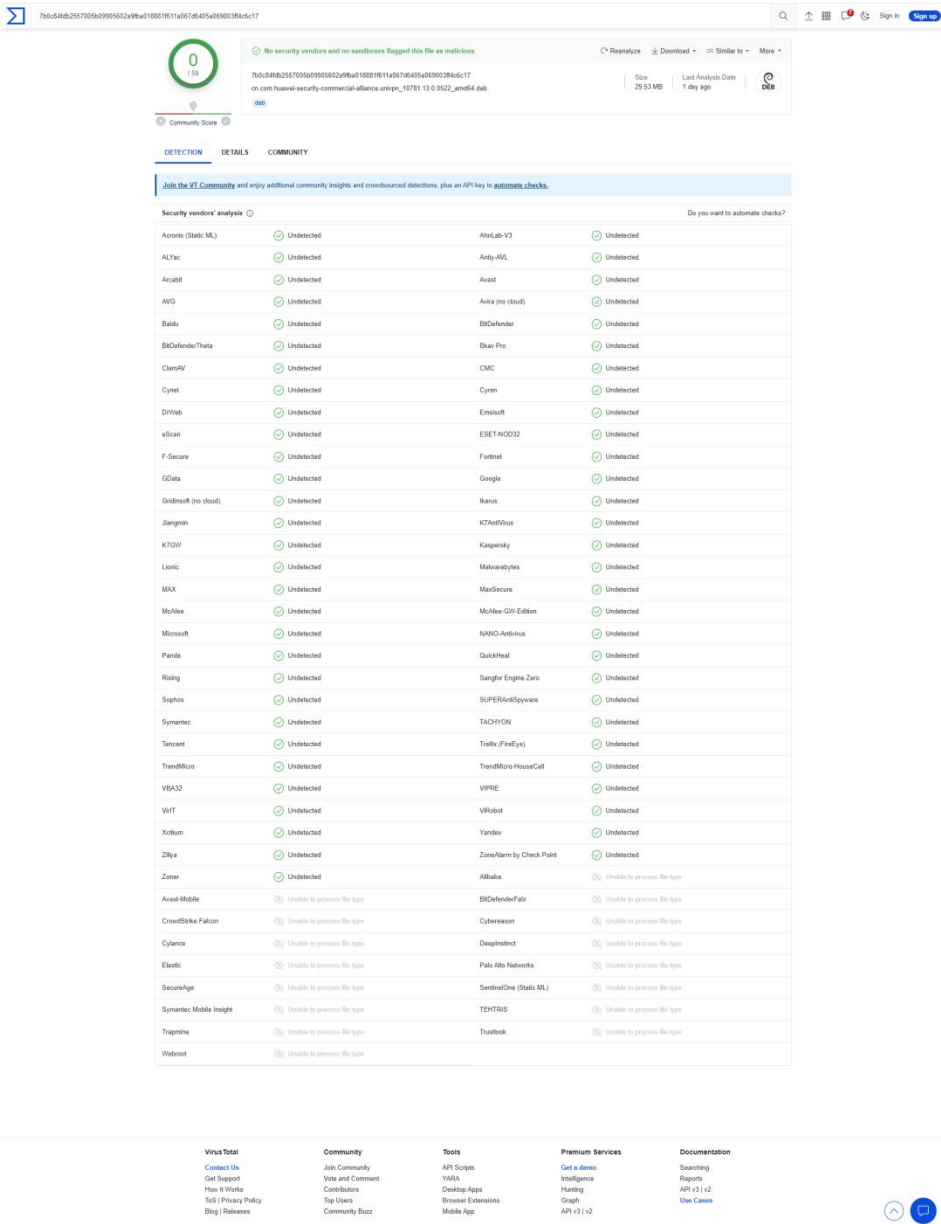 7b0c84fdb2557005b09905602a9fba018881f611a067d6405a069003ff4c6c17
7 Sign in Sign up
0
/ 59
No security vendors and no sandboxes flagged this file as malicious
Reanalyze Download Similar to More
7b0c84fdb2557005b09905602a9fba018881f611a067d6405a069003ff4c6c17
cn.com.huawei-security-commercial-alliance.univpn_10781.13.0.0522_amd64.deb
deb
Size
29.53 MB
Last Analysis Date
1 day ago
DEB
Community Score
DETECTION DETAILS COMMUNITY
Join the VT Community and enjoy additional community insights and crowdsourced detections, plus an API key to automate checks.
Security vendors' analysis Do you want to automate checks?
Acronis (Static ML) Undetected AhnLab-V3 Undetected
ALYac Undetected Antiy-AVL Undetected
Arcabit Undetected Avast Undetected
AVG Undetected Avira (no cloud) Undetected
Baidu Undetected BitDefender Undetected
BitDefenderTheta Undetected Bkav Pro Undetected
ClamAV Undetected CMC Undetected
Cynet Undetected Cyren Undetected
DrWeb Undetected Emsisoft Undetected
eScan Undetected ESET-NOD32 Undetected
F-Secure Undetected Fortinet Undetected
GData Undetected Google Undetected
Gridinsoft (no cloud) Undetected Ikarus Undetected
Jiangmin Undetected K7AntiVirus Undetected
K7GW Undetected Kaspersky Undetected
Lionic Undetected Malwarebytes Undetected
MAX Undetected MaxSecure Undetected
McAfee Undetected McAfee-GW-Edition Undetected
Microsoft Undetected NANO-Antivirus Undetected
Panda Undetected QuickHeal Undetected
Rising Undetected Sangfor Engine Zero Undetected
Sophos Undetected SUPERAntiSpyware Undetected
Symantec Undetected TACHYON Undetected
Tencent Undetected Trellix (FireEye) Undetected
TrendMicro Undetected TrendMicro-HouseCall Undetected
VBA32 Undetected VIPRE Undetected
VirIT Undetected ViRobot Undetected
Xcitium Undetected Yandex Undetected
Zillya Undetected ZoneAlarm by Check Point Undetected
Zoner Undetected Alibaba Unable to process file type
Avast-Mobile Unable to process file type BitDefenderFalx Unable to process file type
CrowdStrike Falcon Unable to process file type Cybereason Unable to process file type
Cylance Unable to process file type DeepInstinct Unable to process file type
Elastic Unable to process file type Palo Alto Networks Unable to process file type
SecureAge Unable to process file type SentinelOne (Static ML) Unable to process file type
Symantec Mobile Insight Unable to process file type TEHTRIS Unable to process file type
Trapmine Unable to process file type Trustlook Unable to process file type
Webroot Unable to process file type
VirusTotal Community Tools Premium Services Documentation
Contact Us Join Community API Scripts Get a demo Searching
Get Support Vote and Comment YARA Intelligence Reports
How It Works Contributors Desktop Apps Hunting API v3 | v2
ToS | Privacy Policy Top Users Browser Extensions Graph Use Cases
Blog | Releases Community Buzz Mobile App API v3 | v2